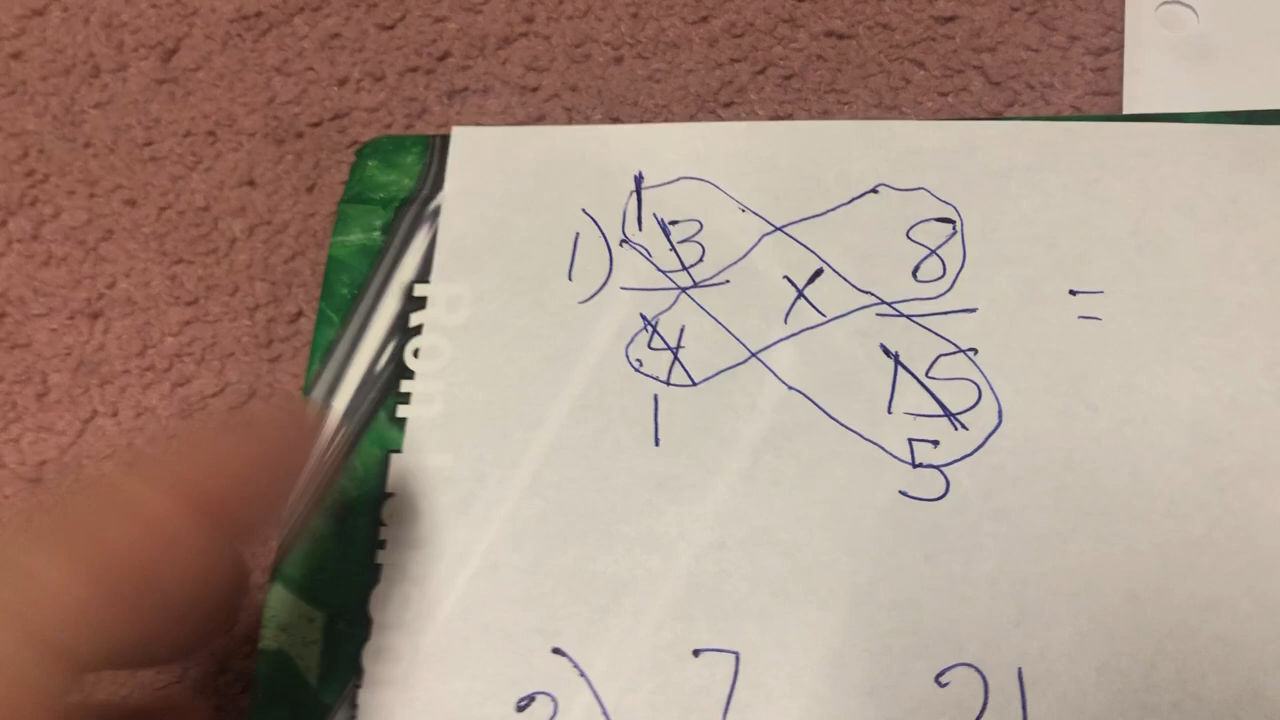 1 3 8
1) — X — =
4 15
1 5
2) 7 21